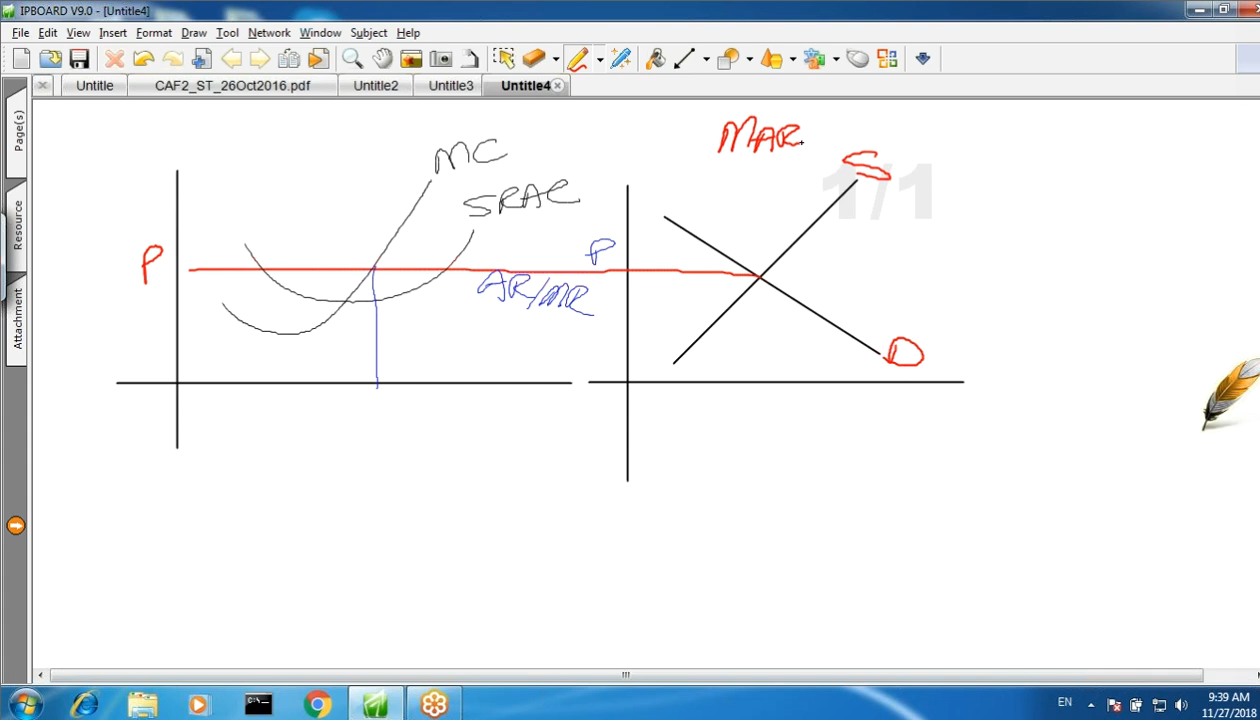 IPBOARD V9.0 - [Untitle4]
File Edit View Insert Format Draw Tool Network Window Subject Help
Untitle CAF2_ST_26Oct2016.pdf Untitle2 Untitle3 Untitle4
Page(s)
Resource
Attachment
MAR
MC
S
1/1
SRAC
P
P
AR/MR
D
EN
9:39 AM
11/27/2018